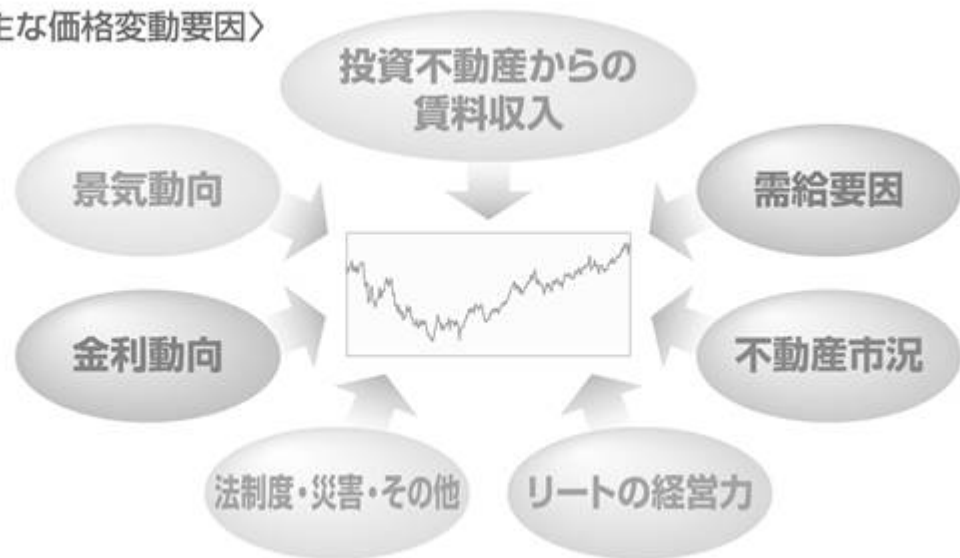 主な価格変動要因〉
投資不動産からの
賃料収入
景気動向
需給要因
金利動向
不動産市況
法制度・災害・その他
リートの経営力